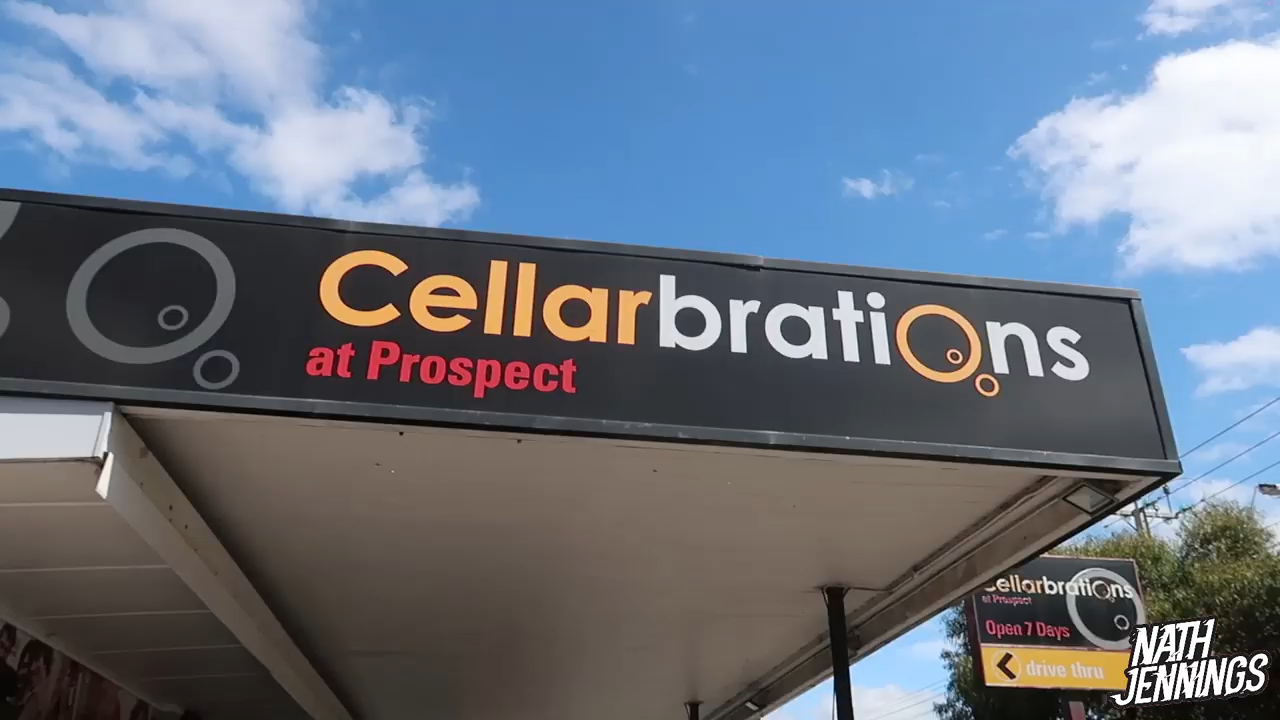 Cellarbrations
at Prospect
Cellarbrations
at Prospect
Open 7 Days
drive thru
NATH
JENNINGS